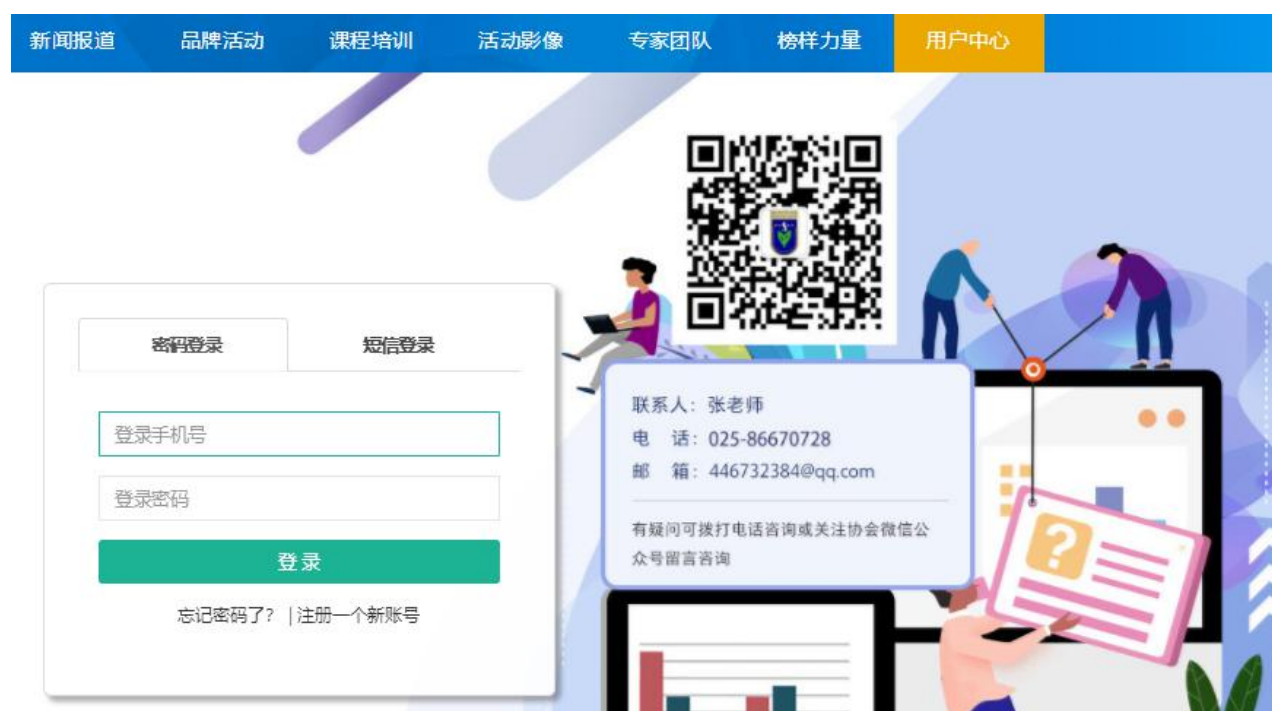 新闻报道 品牌活动 课程培训 活动影像 专家团队 榜样力量 用户中心
密码登录 短信登录
登录手机号
登录密码
登录
忘记密码了? |注册一个新账号
联系人: 张老师
电 话: 025-86670728
邮 箱: 446732384@qq.com
有疑问可拨打电话咨询或关注协会微信公
众号留言咨询
?